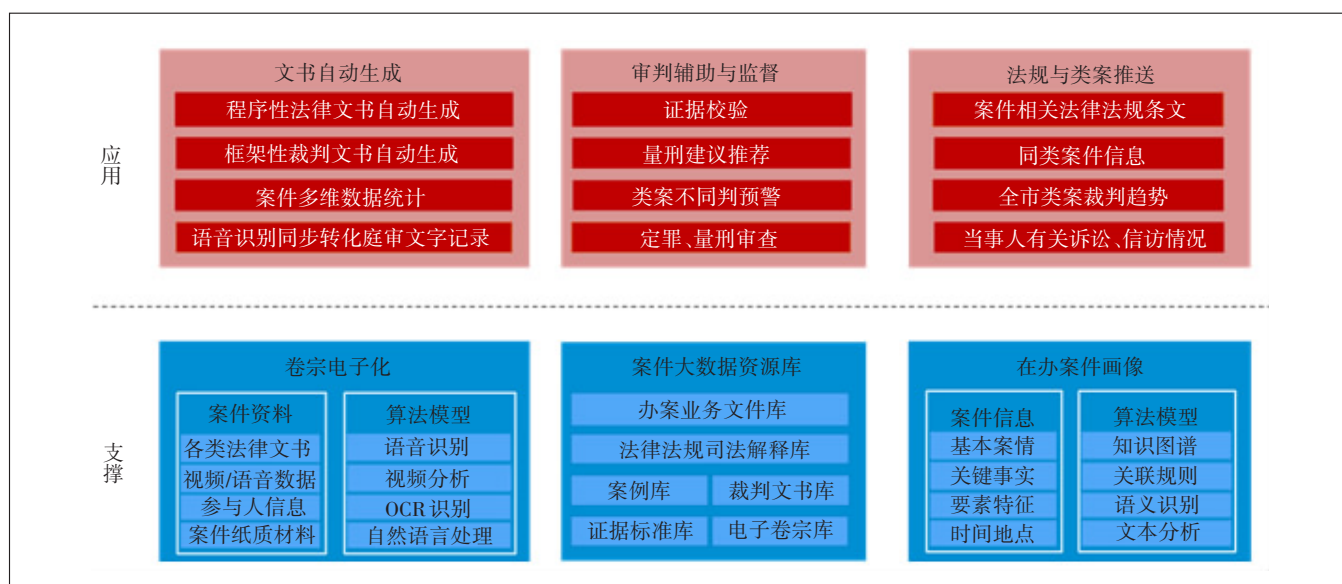 应用
文书自动生成
程序性法律文书自动生成
框架性裁判文书自动生成
案件多维数据统计
语音识别同步转化庭审文字记录
审判辅助与监督
证据校验
量刑建议推荐
类案不同判预警
定罪、量刑审查
法规与类案推送
案件相关法律法规条文
同类案件信息
全市类案裁判趋势
当事人有关诉讼、信访情况
支撑
卷宗电子化
案件资料
各类法律文书
视频/语音数据
参与人信息
案件纸质材料
算法模型
语音识别
视频分析
OCR 识别
自然语言处理
案件大数据资源库
办案业务文件库
法律法规司法解释库
案例库
裁判文书库
证据标准库
电子卷宗库
在办案件画像
案件信息
基本案情
关键事实
要素特征
时间地点
算法模型
知识图谱
关联规则
语义识别
文本分析